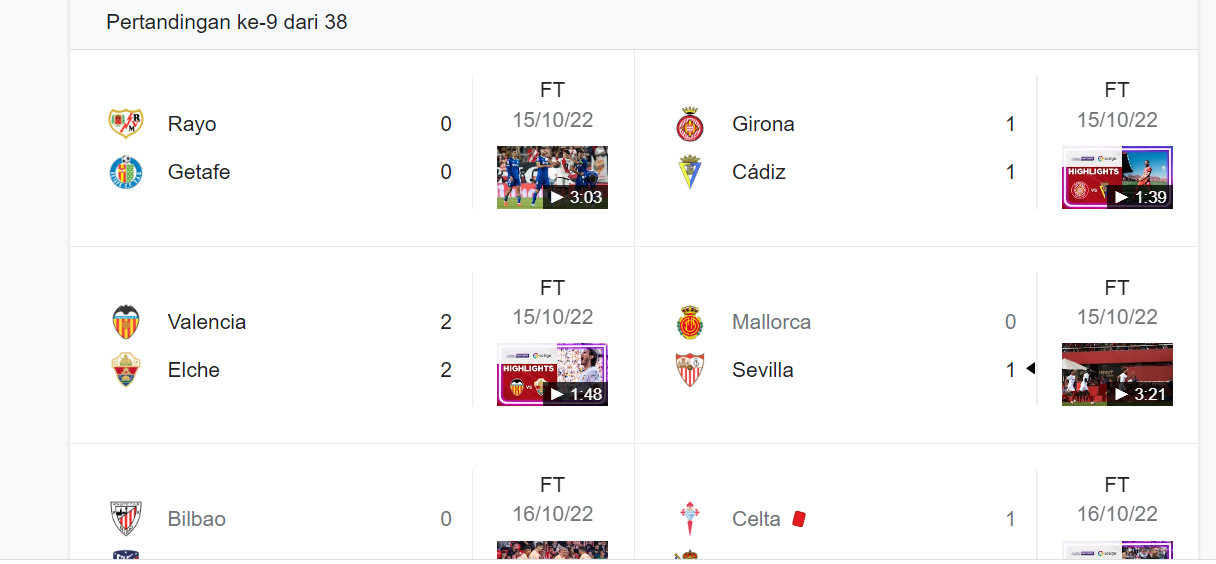 Pertandingan ke-9 dari 38
Rayo 0
Getafe 0
FT
15/10/22
3:03
Girona 1
Cádiz 1
FT
15/10/22
HIGHLIGHTS
VS
1:39
Valencia 2
Elche 2
FT
15/10/22
HIGHLIGHTS
VS
1:48
Mallorca 0
Sevilla 1
FT
15/10/22
3:21
Bilbao 0
FT
16/10/22
Celta 1
FT
16/10/22